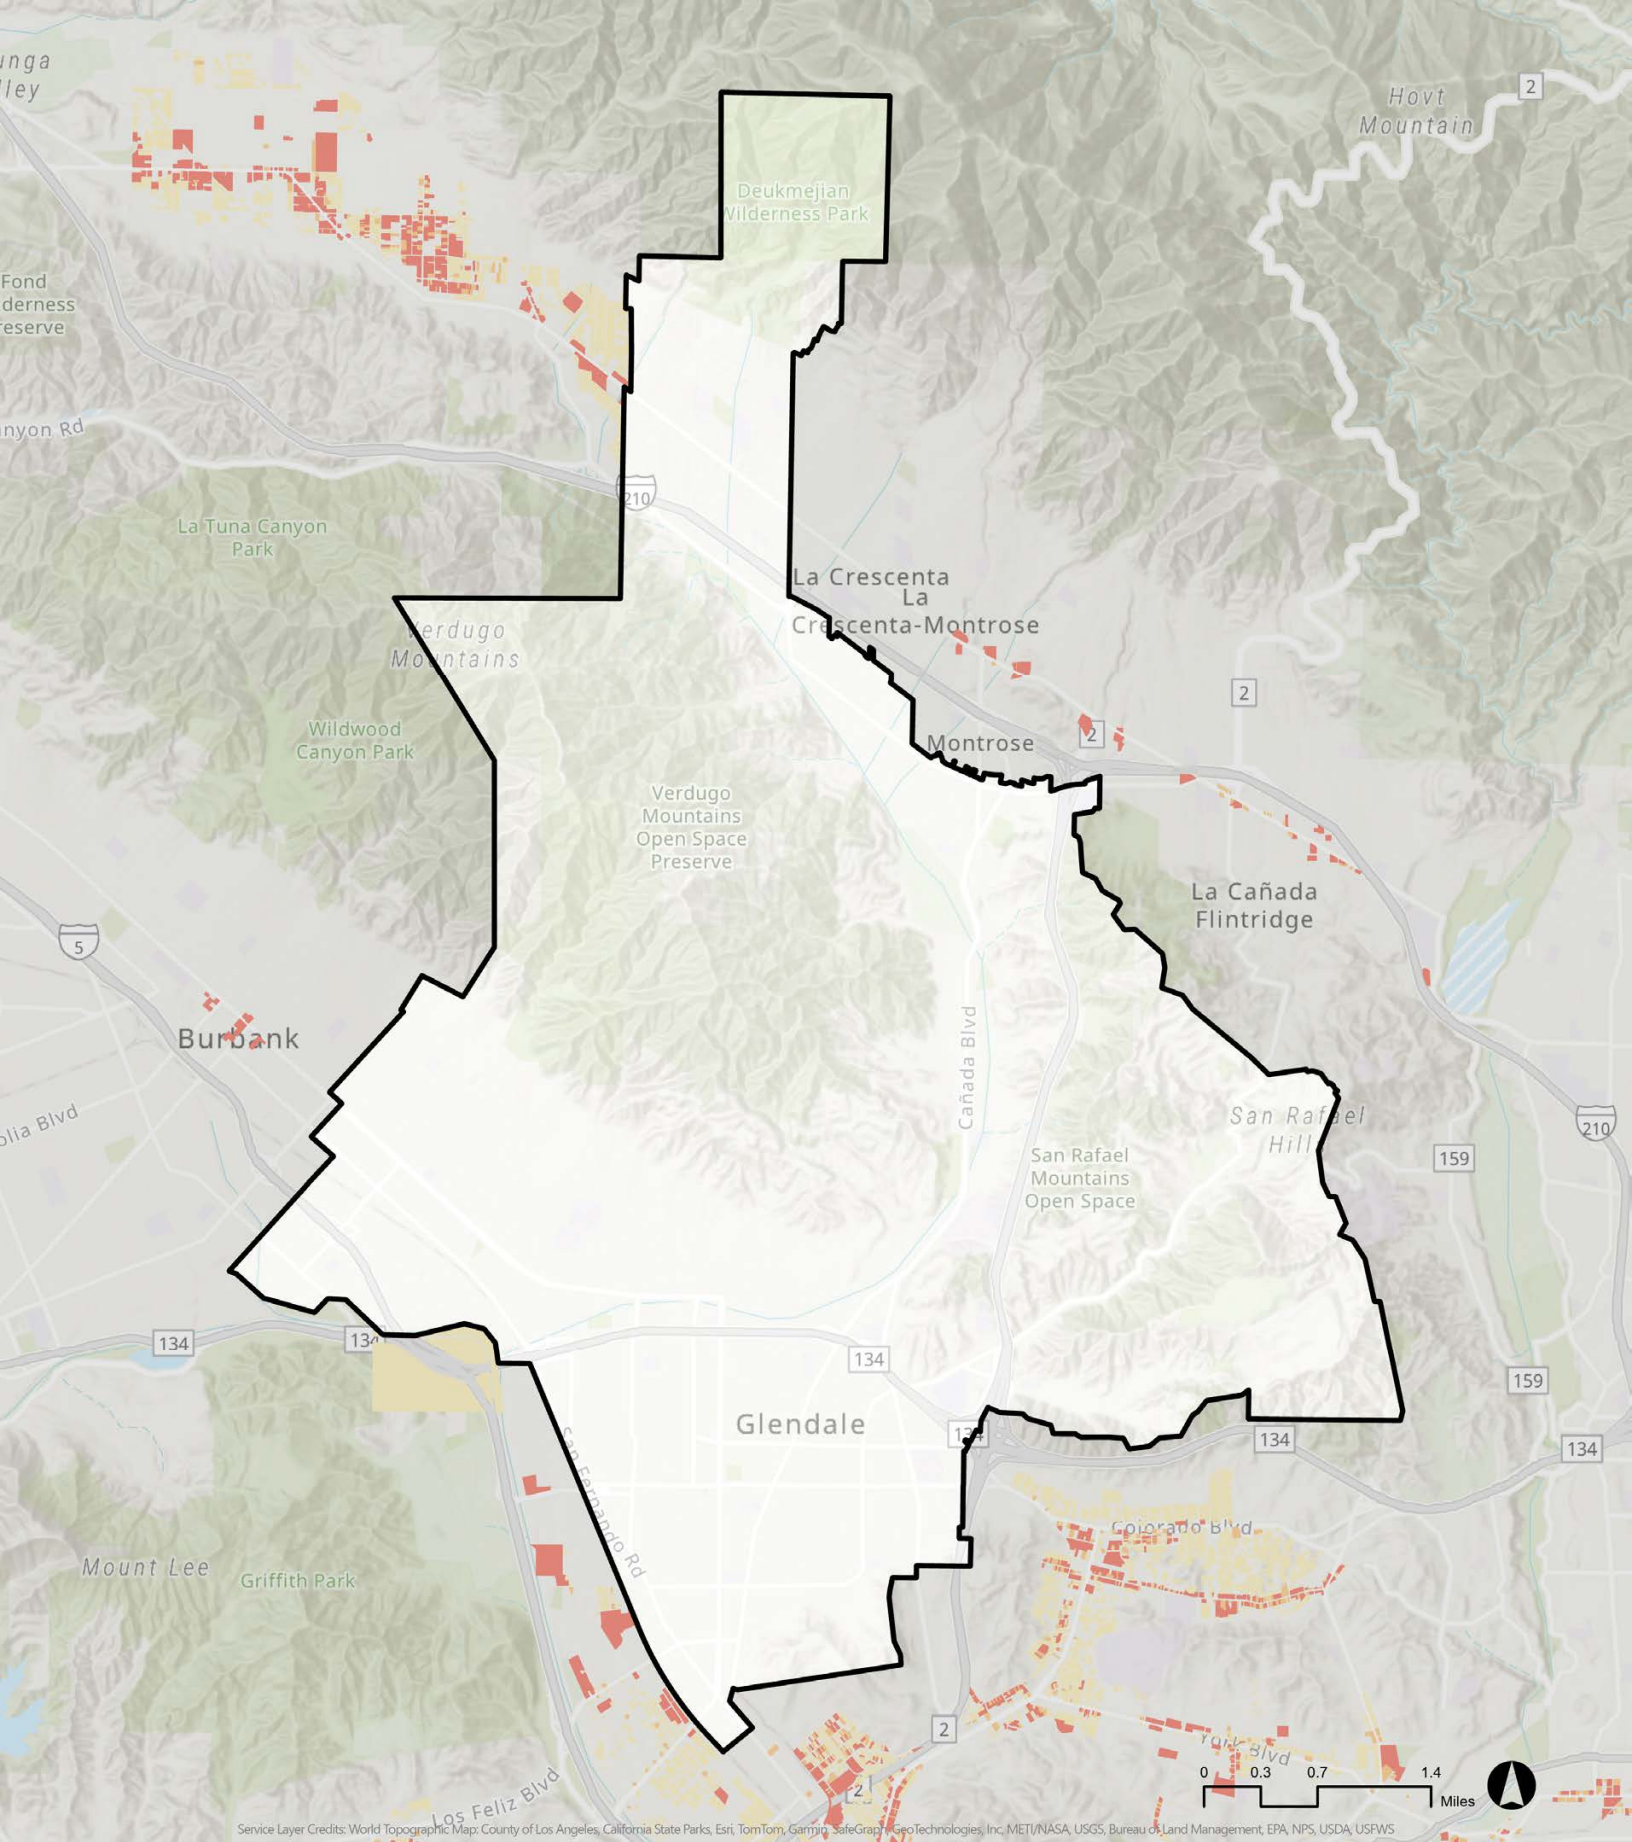 unga
lley
2
Hoyt
Mountain
Deukmejian
Wilderness Park
Fond
derness
reserve
anyon Rd
210
La Tuna Canyon
Park
La Crescenta
La
Crescenta-Montrose
Verdugo
Mountains
2
Wildwood
Canyon Park
2
Montrose
Verdugo
Mountains
Open Space
Preserve
La Cañada
Flintridge
5
Burbank
Cañada Blvd
olia Blvd
San Rafael
Hill
210
159
San Rafael
Mountains
Open Space
134
134
134
159
Glendale
134
134
134
San Fernando Rd
Colorado Blvd
Mount Lee
Griffith Park
2
York Blvd
2
Los Feliz Blvd
0 0.3 0.7 1.4
Miles
Service Layer Credits: World Topographic Map: County of Los Angeles, California State Parks, Esri, TomTom, Garmin, SafeGraph, GeoTechnologies, Inc, METI/NASA, USGS, Bureau of Land Management, EPA, NPS, USDA, USFWS